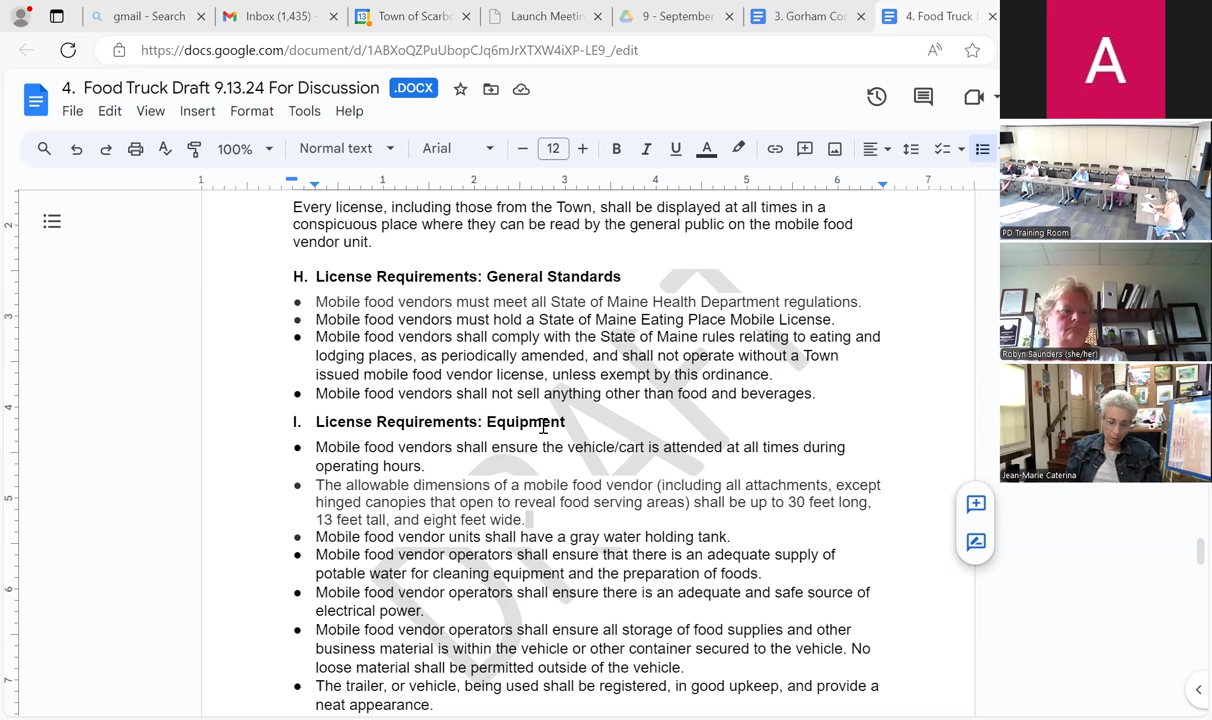 gmail - Search
Inbox (1,435) -
Town of Scarb
Launch Meetin
9 - September
3. Gorham Cor
4. Food Truck D
https://docs.google.com/document/d/1ABXoQZPuUbopCJq6mJrXTXW4iXP-LE9_/edit
4. Food Truck Draft 9.13.24 For Discussion .DOCX
File Edit View Insert Format Tools Help
100% Normal text Arial 12 B I U A
1 1 2 3 4 5 6 7
Every license, including those from the Town, shall be displayed at all times in a
conspicuous place where they can be read by the general public on the mobile food
vendor unit.
H. License Requirements: General Standards
● Mobile food vendors must meet all State of Maine Health Department regulations.
● Mobile food vendors must hold a State of Maine Eating Place Mobile License.
● Mobile food vendors shall comply with the State of Maine rules relating to eating and
lodging places, as periodically amended, and shall not operate without a Town
issued mobile food vendor license, unless exempt by this ordinance.
● Mobile food vendors shall not sell anything other than food and beverages.
I. License Requirements: Equipment
● Mobile food vendors shall ensure the vehicle/cart is attended at all times during
operating hours.
● The allowable dimensions of a mobile food vendor (including all attachments, except
hinged canopies that open to reveal food serving areas) shall be up to 30 feet long,
13 feet tall, and eight feet wide.
● Mobile food vendor units shall have a gray water holding tank.
● Mobile food vendor operators shall ensure that there is an adequate supply of
potable water for cleaning equipment and the preparation of foods.
● Mobile food vendor operators shall ensure there is an adequate and safe source of
electrical power.
● Mobile food vendor operators shall ensure all storage of food supplies and other
business material is within the vehicle or other container secured to the vehicle. No
loose material shall be permitted outside of the vehicle.
● The trailer, or vehicle, being used shall be registered, in good upkeep, and provide a
neat appearance.
DRAFT
2
3
4
5
6
7
A
PD Training Room
Robyn Saunders (she/her)
Jean-Marie Caterina